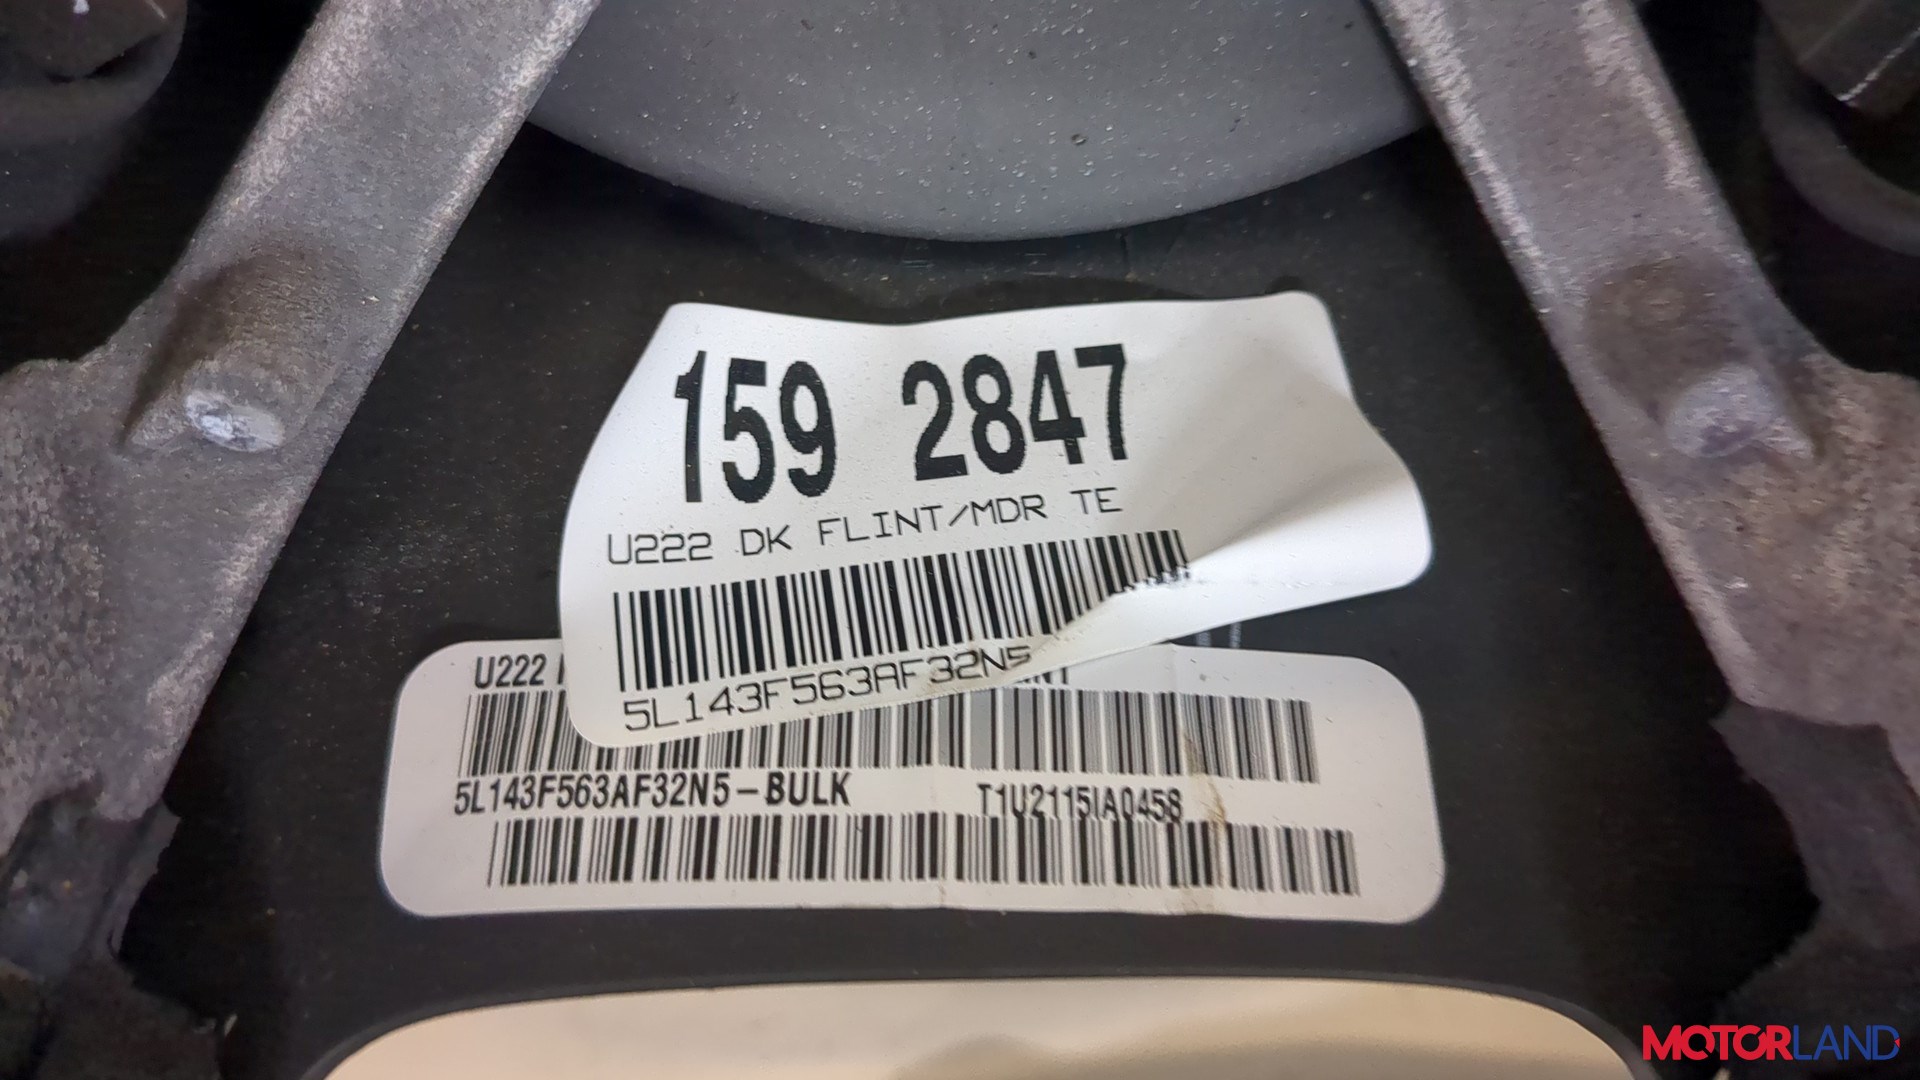 159 2847
U222 DK FLINT/MDR TE
5L143F563AF32N5
U222
5L143F563AF32N5-BULK T1U2115IA0458
MOTORLAND